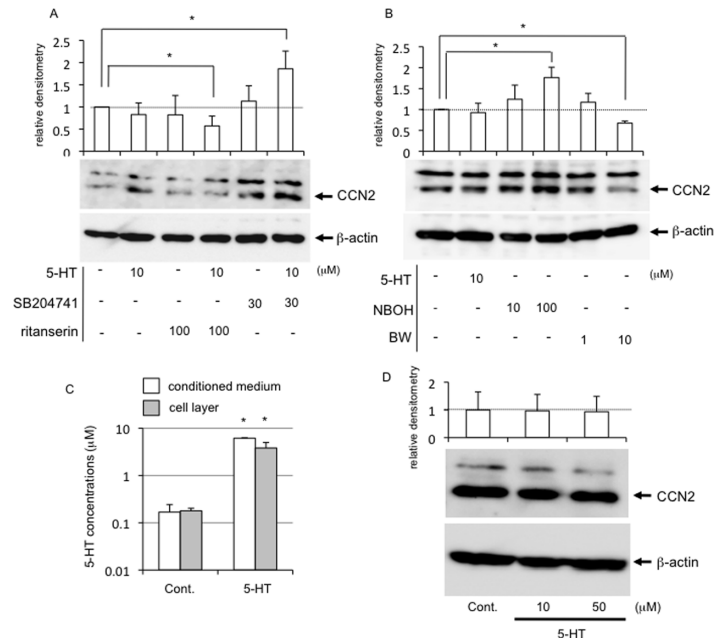 A
*
*
relative densitometry
2.5
2
1.5
1
0.5
0
CCN2
β-actin
5-HT - 10 - 10 - 10 (μM)
SB204741 - - - - 30 30
ritanserin - - 100 100 - -
B
*
*
relative densitometry
2.5
2
1.5
1
0.5
0
CCN2
β-actin
5-HT - 10 - - - - (μM)
NBOH - - 10 100 - -
BW - - - - 1 10
C
conditioned medium
cell layer
5-HT concentrations (μM)
10
1
0.1
0.01
* *
Cont. 5-HT
D
relative densitometry
2
1
0
CCN2
β-actin
Cont. 10 50 (μM)
5-HT